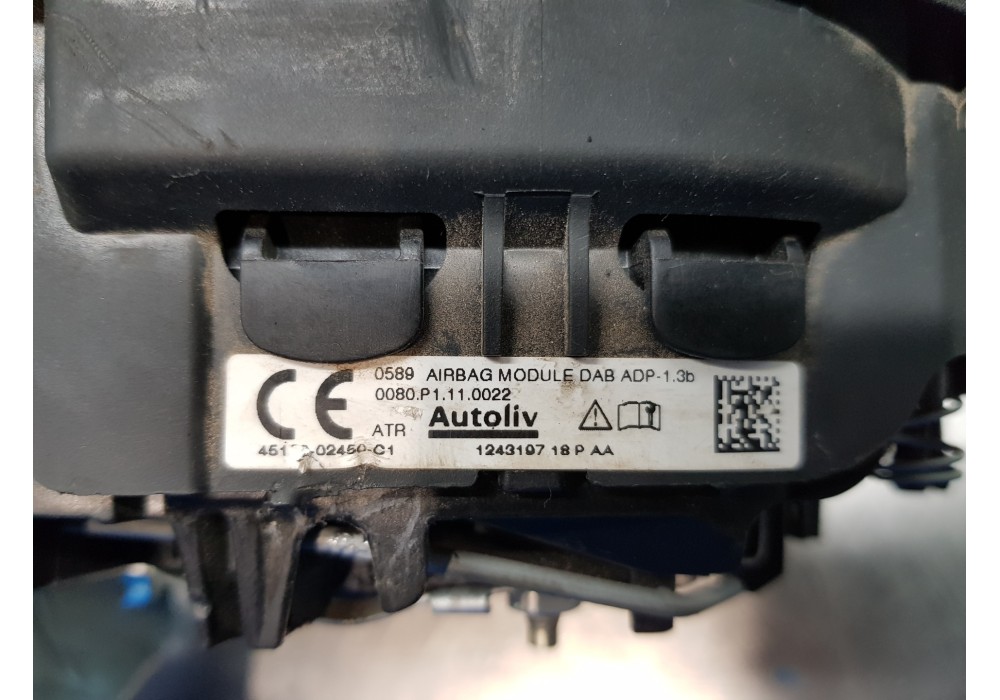 CE 0589 AIRBAG MODULE DAB ADP-1.3b
0080.P1.11.0022
ATR Autoliv
1243197 18 P AA